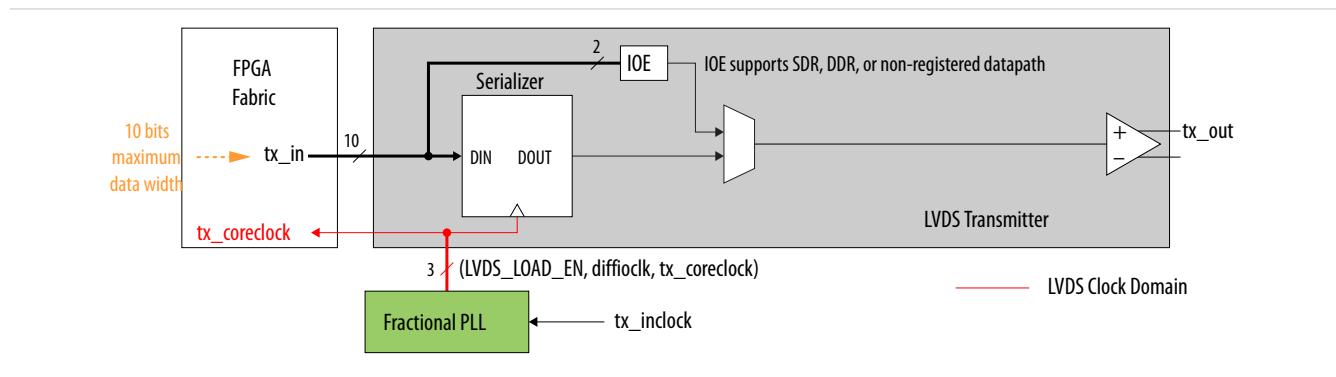 FPGA
Fabric
10 bits
maximum
data width
tx_in
10
tx_coreclock
2
IOE
IOE supports SDR, DDR, or non-registered datapath
Serializer
DIN
DOUT
+
–
tx_out
LVDS Transmitter
3
(LVDS_LOAD_EN, diffioclk, tx_coreclock)
LVDS Clock Domain
Fractional PLL
tx_inclock